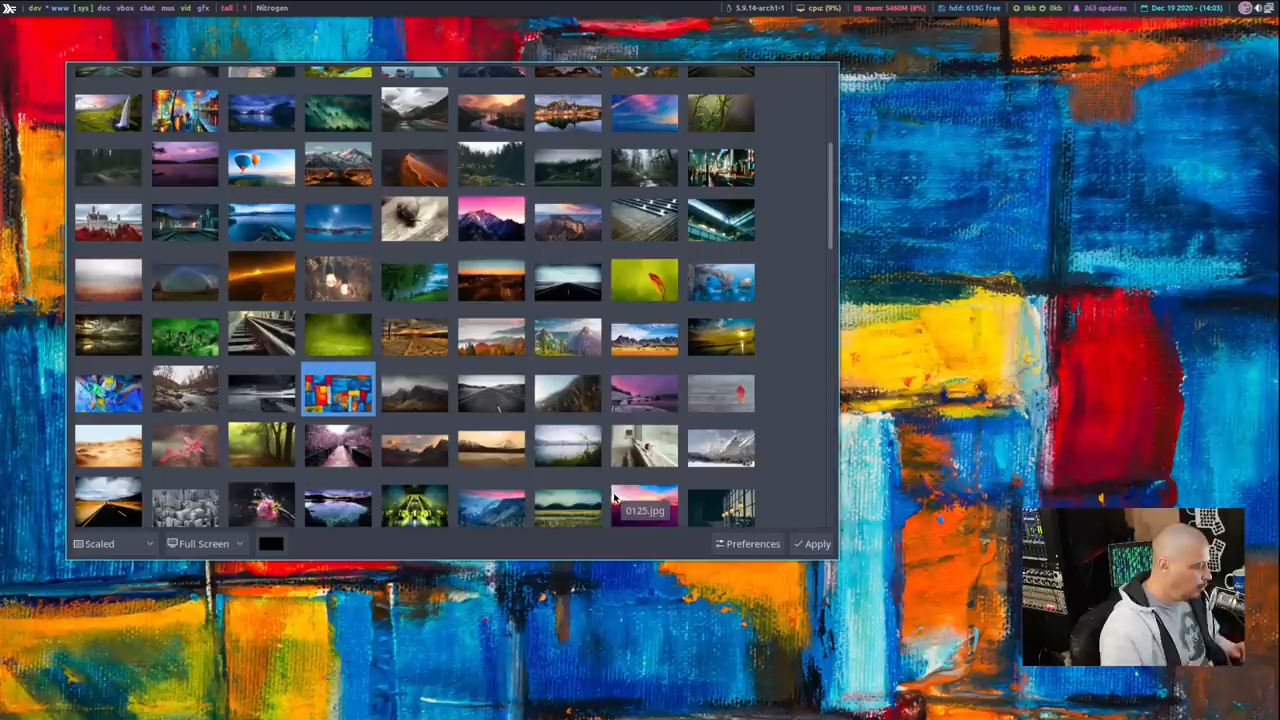 dev * www [ sys ] doc vbox chat mus vid gfx | tall | 1 | Nitrogen
5.9.14-arch1-1 | cpu: (9%) | mem: 5460M (8%) | hdd: 613G free | 0kb 0kb | 263 updates | Dec 19 2020 - (14:03)
0125.jpg
Scaled Full Screen Preferences Apply